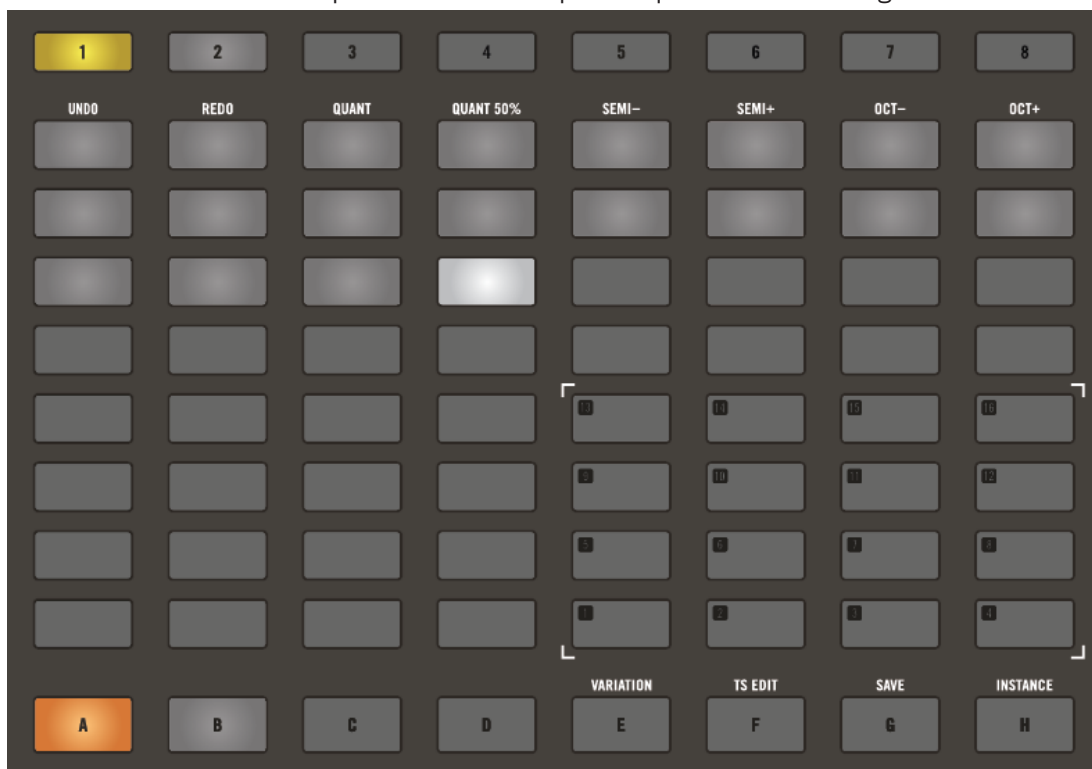 1 2 3 4 5 6 7 8
UNDO REDO QUANT QUANT 50% SEMI− SEMI+ OCT− OCT+
13 14 15 16
9 10 11 12
5 6 7 8
1 2 3 4
VARIATION TS EDIT SAVE INSTANCE
A B C D E F G H